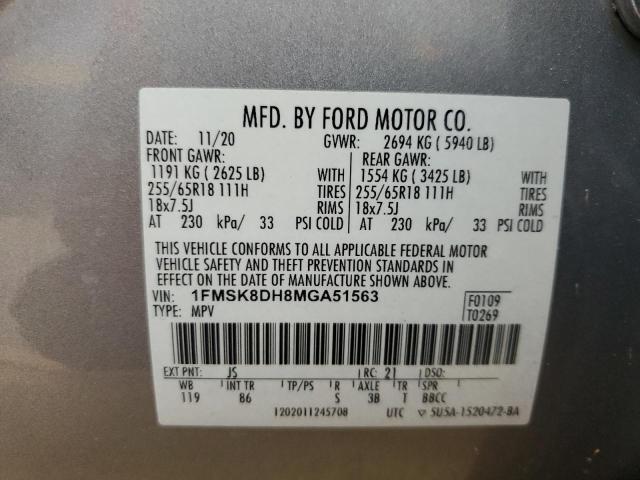 MFD. BY FORD MOTOR CO.
DATE: 11/20 GVWR: 2694 KG ( 5940 LB)
FRONT GAWR: REAR GAWR:
1191 KG ( 2625 LB) WITH 1554 KG ( 3425 LB) WITH
255/65R18 111H TIRES 255/65R18 111H TIRES
18x7.5J RIMS 18x7.5J RIMS
AT 230 kPa/ 33 PSI COLD AT 230 kPa/ 33 PSI COLD
THIS VEHICLE CONFORMS TO ALL APPLICABLE FEDERAL MOTOR
VEHICLE SAFETY AND THEFT PREVENTION STANDARDS IN
EFFECT ON THE DATE OF MANUFACTURE SHOWN ABOVE.
VIN: 1FMSK8DH8MGA51563 F0109
TYPE: MPV T0269
EXT PNT: JS RC: 21 DSO:
WB INT TR TP/PS R AXLE TR SPR
119 86 S 3B T BBCC
1202011245708 UTC ▽ SU5A-1520472-BA